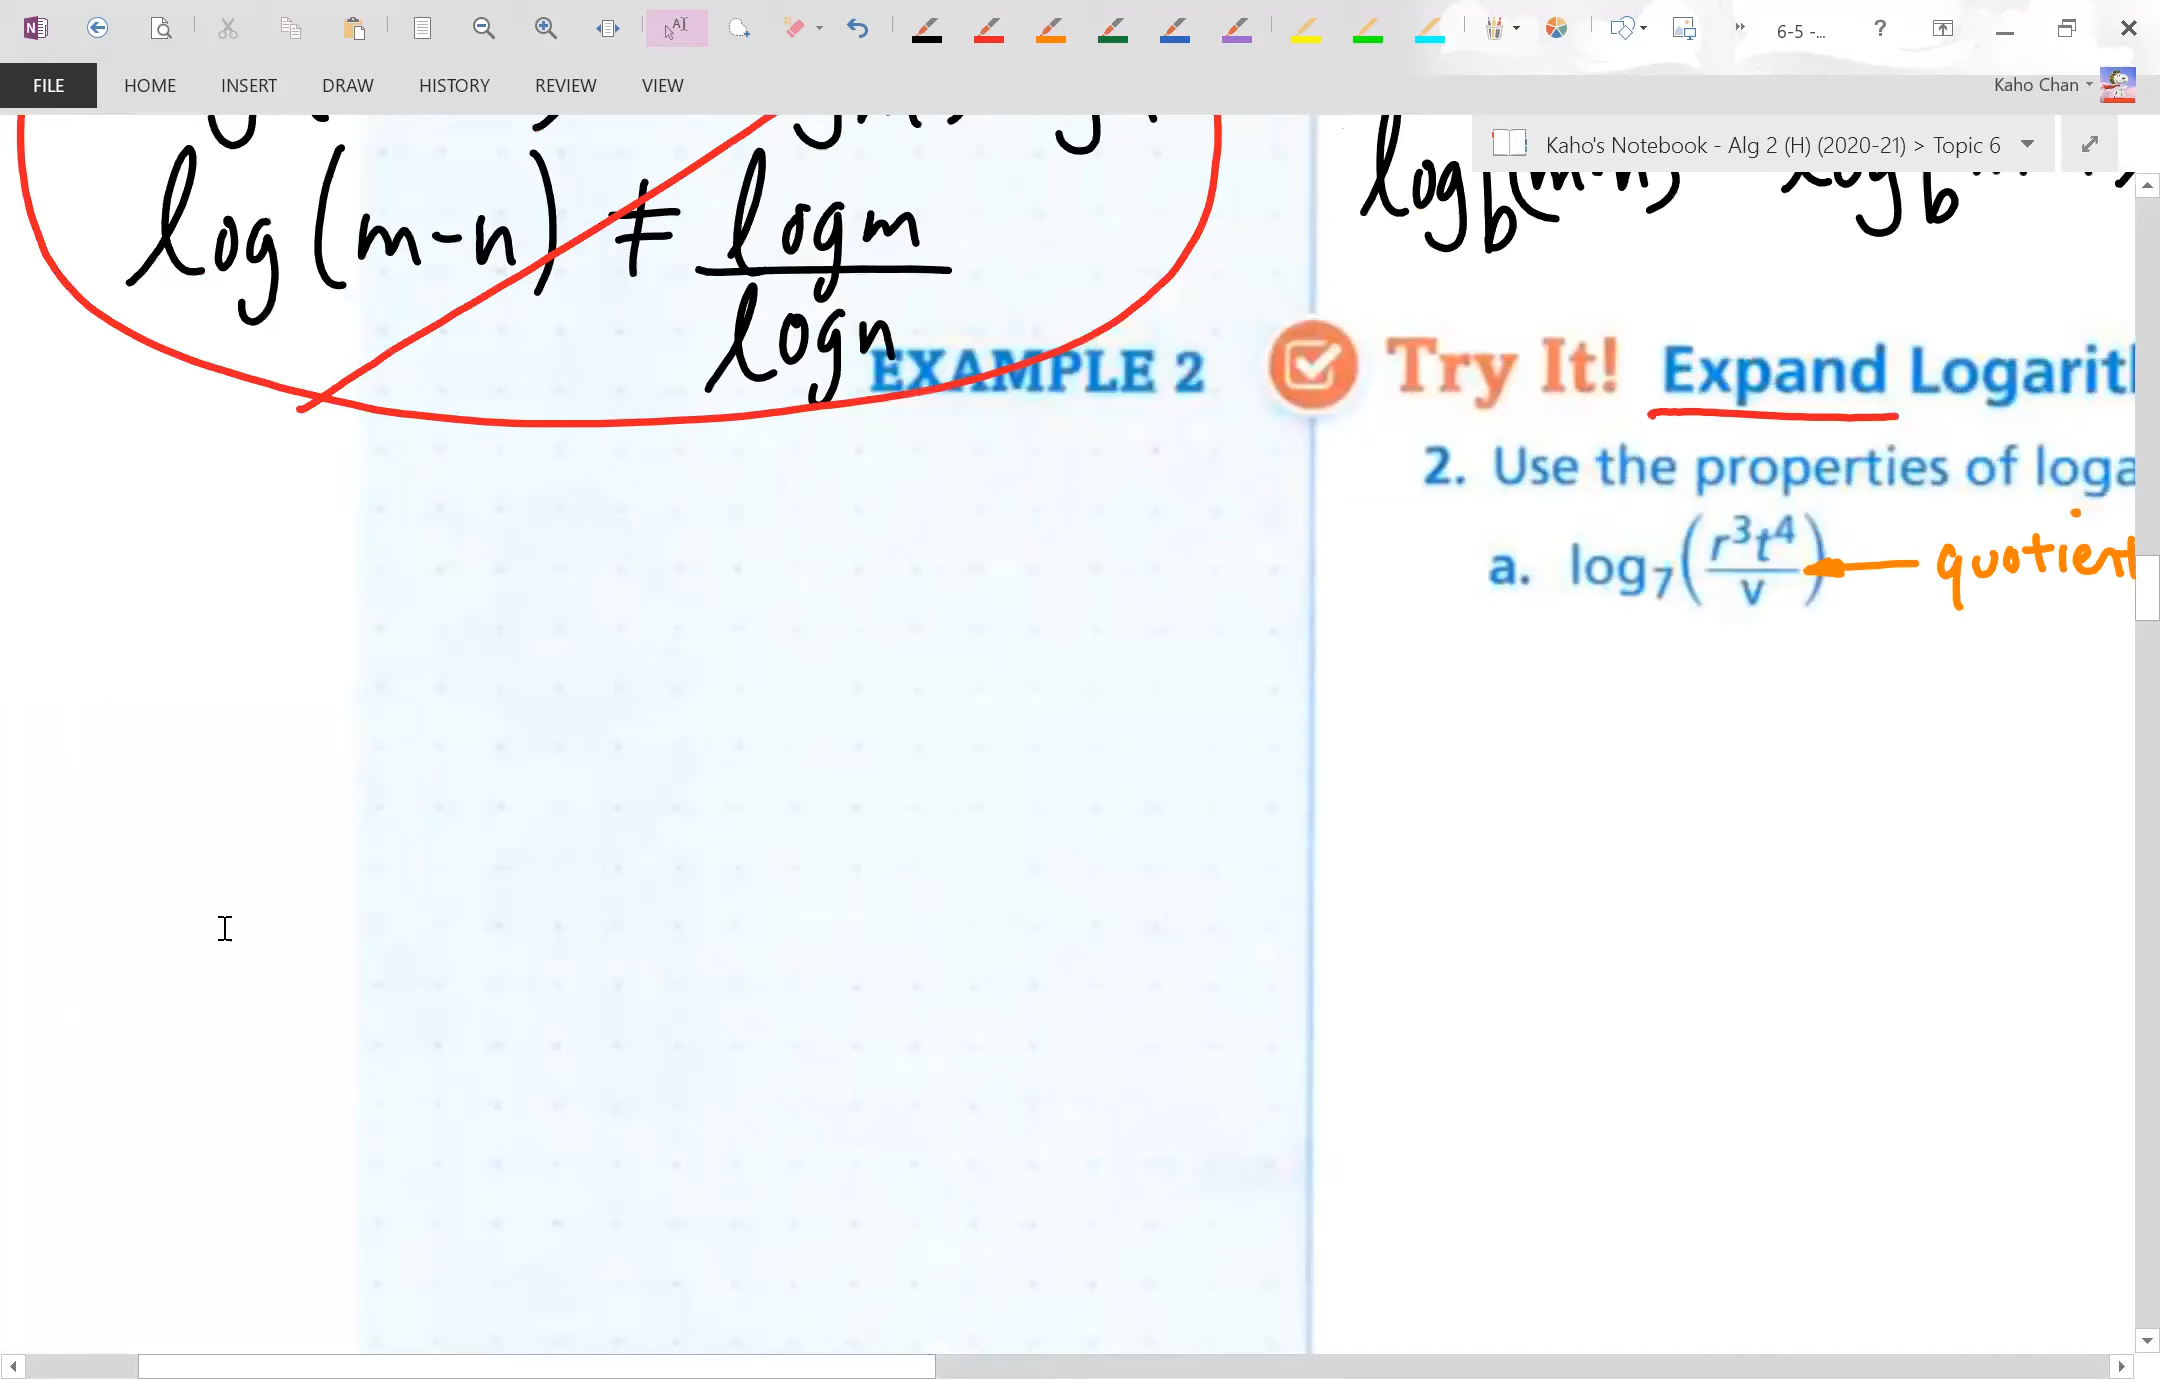 6-5 -...
FILE HOME INSERT DRAW HISTORY REVIEW VIEW
Kaho Chan
Kaho's Notebook - Alg 2 (H) (2020-21) > Topic 6
log(m-n) ≠ log m / log n
EXAMPLE 2
Try It! Expand Logarit
2. Use the properties of loga
a. log₇(r³t⁴/v) quotient